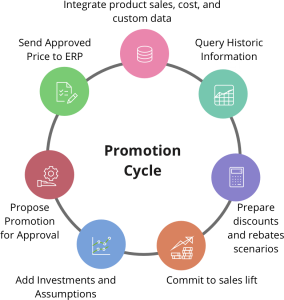 Integrate product sales, cost, and
custom data
Query Historic
Information
Prepare
discounts
and rebates
scenarios
Commit to sales lift
Add Investments and
Assumptions
Propose
Promotion
for Approval
Send Approved
Price to ERP
Promotion
Cycle